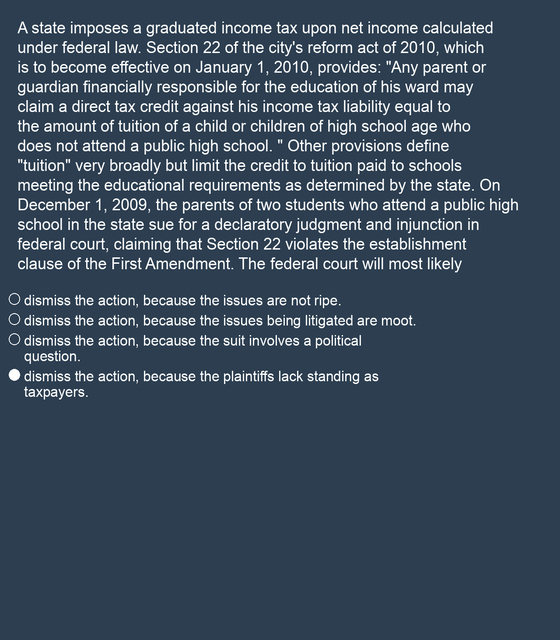 A state imposes a graduated income tax upon net income calculated
under federal law. Section 22 of the city's reform act of 2010, which
is to become effective on January 1, 2010, provides: "Any parent or
guardian financially responsible for the education of his ward may
claim a direct tax credit against his income tax liability equal to
the amount of tuition of a child or children of high school age who
does not attend a public high school. " Other provisions define
"tuition" very broadly but limit the credit to tuition paid to schools
meeting the educational requirements as determined by the state. On
December 1, 2009, the parents of two students who attend a public high
school in the state sue for a declaratory judgment and injunction in
federal court, claiming that Section 22 violates the establishment
clause of the First Amendment. The federal court will most likely
dismiss the action, because the issues are not ripe.
dismiss the action, because the issues being litigated are moot.
dismiss the action, because the suit involves a political
question.
dismiss the action, because the plaintiffs lack standing as
taxpayers.